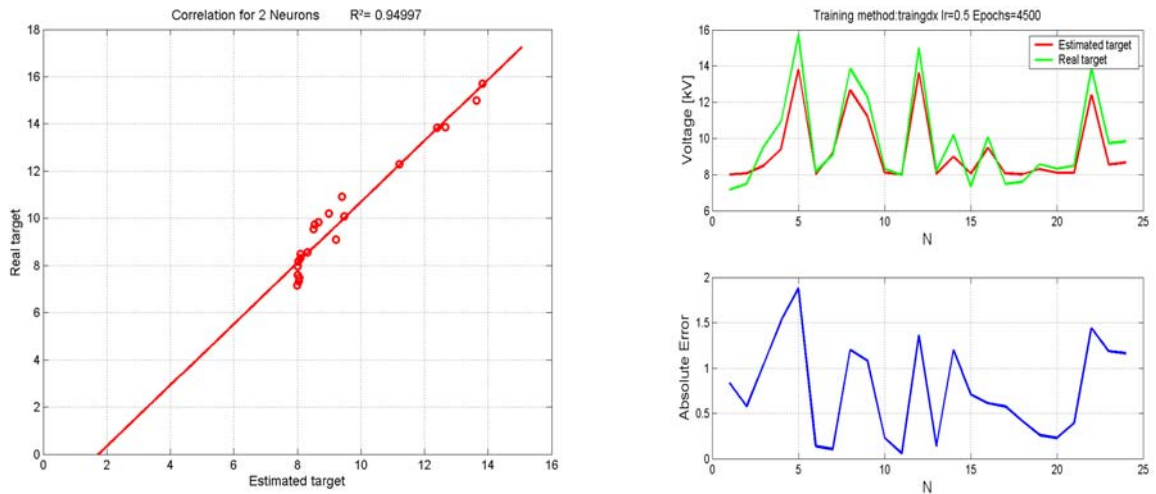 Correlation for 2 Neurons R²= 0.94997
18
16
14
12
10
8
6
4
2
0
Real target
0 2 4 6 8 10 12 14 16
Estimated target
Training method:traingdx lr=0.5 Epochs=4500
16
14
12
10
8
6
Voltage [kV]
Estimated target
Real target
0 5 10 15 20 25
N
2
1.5
1
0.5
0
Absolute Error
0 5 10 15 20 25
N